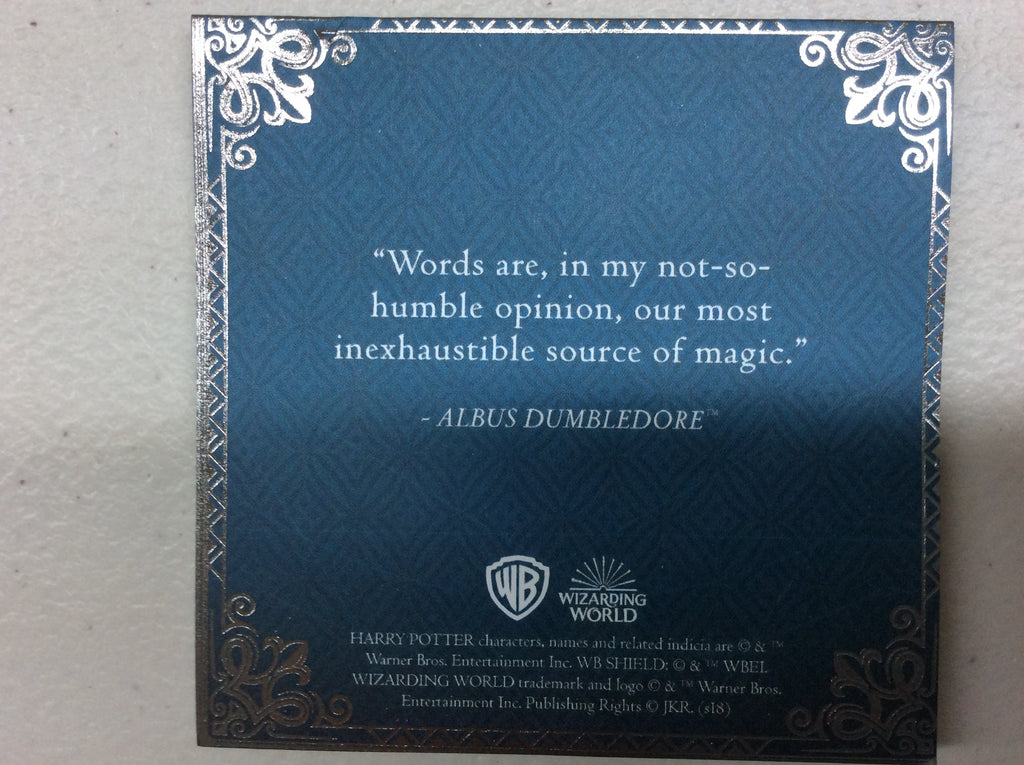 “Words are, in my not-so-
humble opinion, our most
inexhaustible source of magic.”
- ALBUS DUMBLEDORE™
WB
WIZARDING
WORLD
HARRY POTTER characters, names and related indicia are © & ™
Warner Bros. Entertainment Inc. WB SHIELD: © & ™ WBEI.
WIZARDING WORLD trademark and logo © & ™ Warner Bros.
Entertainment Inc. Publishing Rights © JKR. (s18)